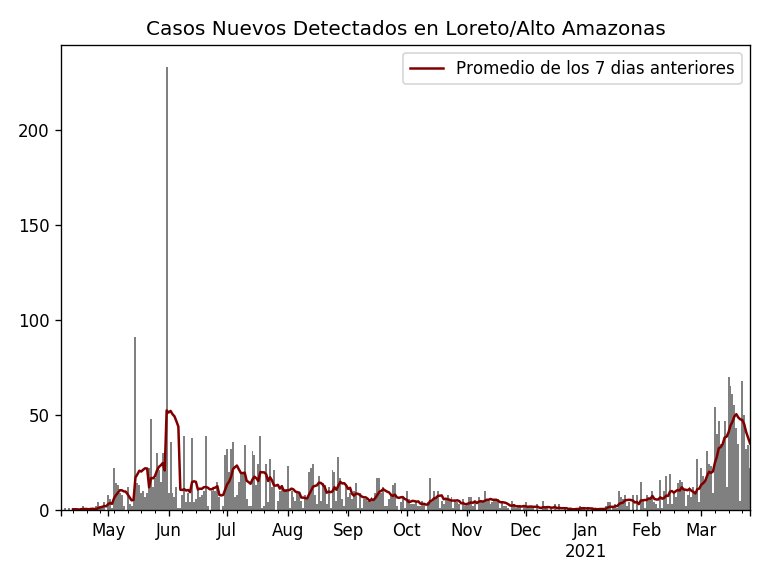 Casos Nuevos Detectados en Loreto/Alto Amazonas
Promedio de los 7 dias anteriores
200
150
100
50
0
May Jun Jul Aug Sep Oct Nov Dec Jan Feb Mar
2021